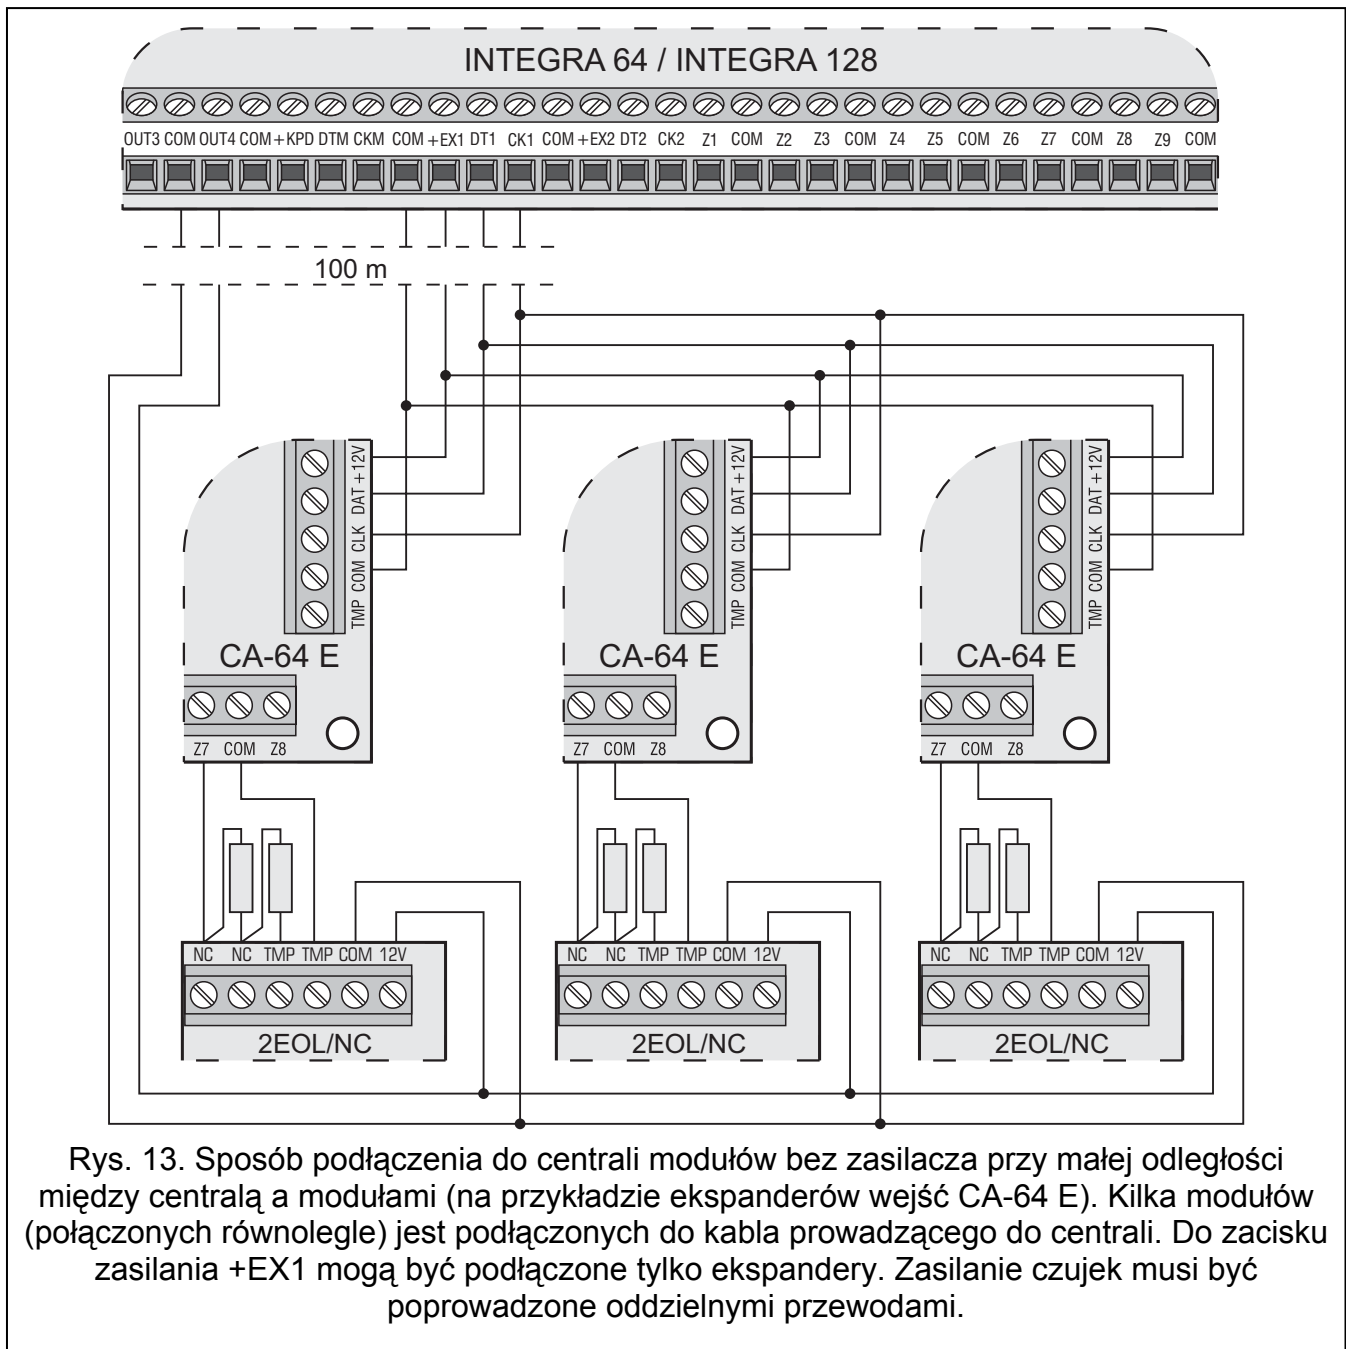 INTEGRA 64 / INTEGRA 128
OUT3 COM OUT4 COM +KPD DTM CKM COM +EX1 DT1 CK1 COM +EX2 DT2 CK2 Z1 COM Z2 Z3 COM Z4 Z5 COM Z6 Z7 COM Z8 Z9 COM
100 m
TMP COM CLK DAT +12V
TMP COM CLK DAT +12V
TMP COM CLK DAT +12V
CA-64 E
CA-64 E
CA-64 E
Z7 COM Z8
Z7 COM Z8
Z7 COM Z8
NC NC TMP TMP COM 12V
NC NC TMP TMP COM 12V
NC NC TMP TMP COM 12V
2EOL/NC
2EOL/NC
2EOL/NC
Rys. 13. Sposób podłączenia do centrali modułów bez zasilacza przy małej odległości
między centralą a modułami (na przykładzie ekspanderów wejść CA-64 E). Kilka modułów
(połączonych równolegle) jest podłączonych do kabla prowadzącego do centrali. Do zacisku
zasilania +EX1 mogą być podłączone tylko ekspandery. Zasilanie czujek musi być
poprowadzone oddzielnymi przewodami.